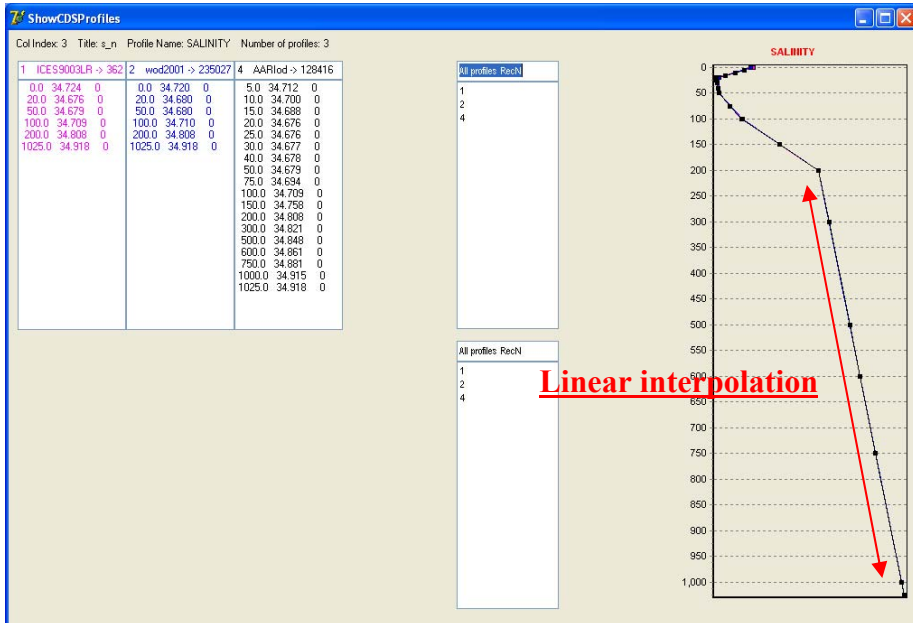 ShowCDSProfiles
Col Index: 3 Title: s_n Profile Name: SALINITY Number of profiles: 3
1 ICES9003LR -> 362
0.0 34.724 0
20.0 34.676 0
50.0 34.679 0
100.0 34.709 0
200.0 34.808 0
1025.0 34.918 0
2 wod2001 -> 235027
0.0 34.720 0
20.0 34.680 0
50.0 34.680 0
100.0 34.710 0
200.0 34.808 0
1025.0 34.918 0
4 AARIod -> 128416
5.0 34.712 0
10.0 34.700 0
15.0 34.688 0
20.0 34.676 0
25.0 34.676 0
30.0 34.677 0
40.0 34.678 0
50.0 34.679 0
75.0 34.694 0
100.0 34.709 0
150.0 34.758 0
200.0 34.808 0
300.0 34.821 0
500.0 34.848 0
600.0 34.861 0
750.0 34.881 0
1000.0 34.915 0
1025.0 34.918 0
All profiles RecN
1
2
4
All profiles RecN
1
2
4
Linear interpolation
SALINITY
0
50
100
150
200
250
300
350
400
450
500
550
600
650
700
750
800
850
900
950
1,000